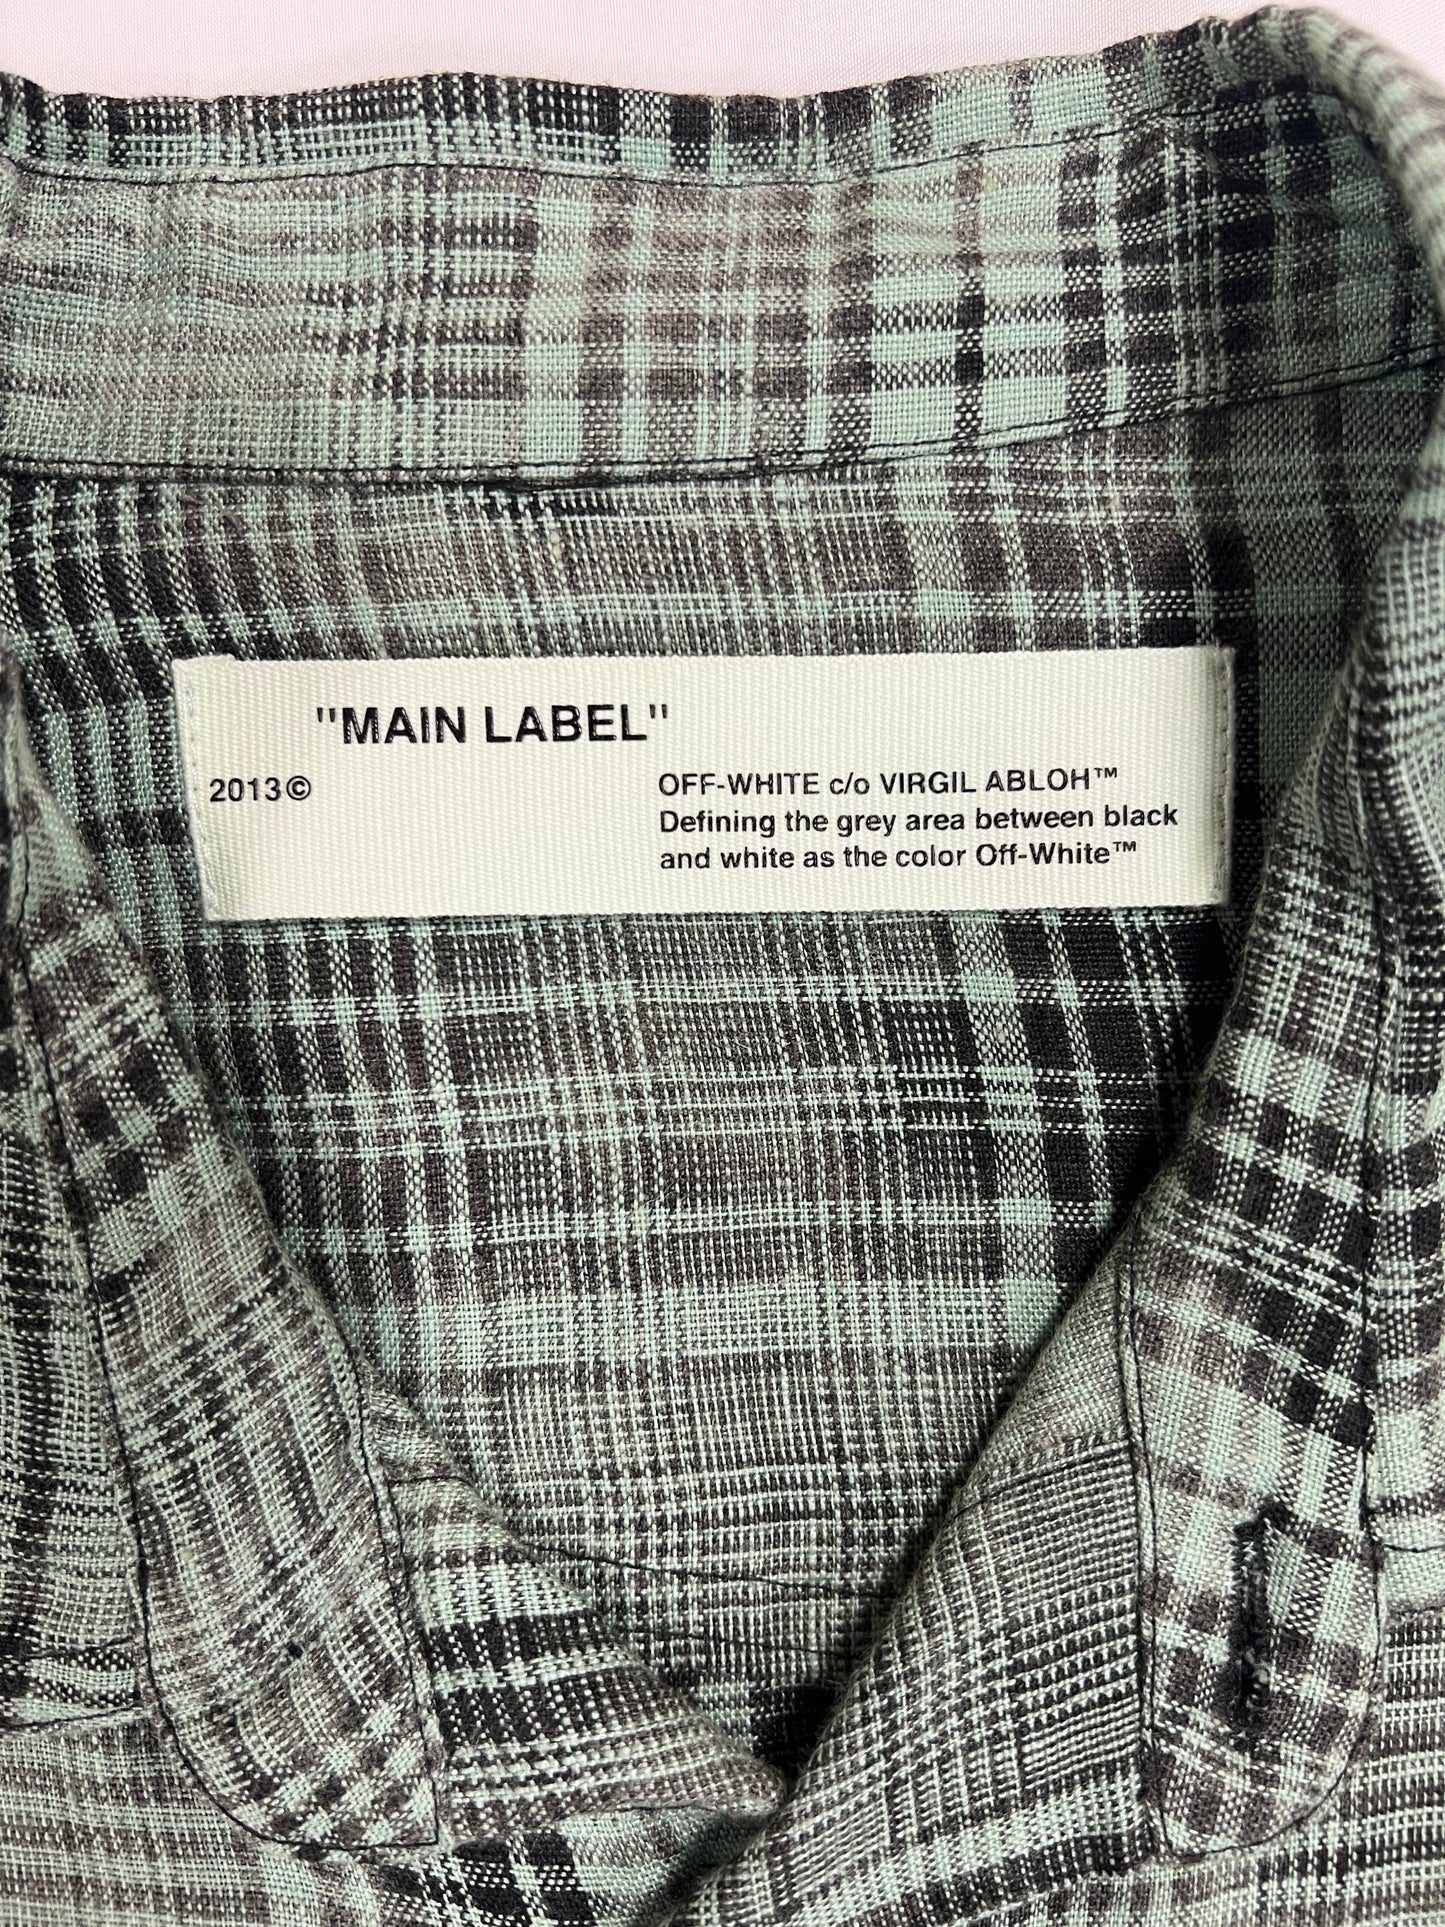 "MAIN LABEL"
2013© OFF-WHITE c/o VIRGIL ABLOH™
Defining the grey area between black
and white as the color Off-White™